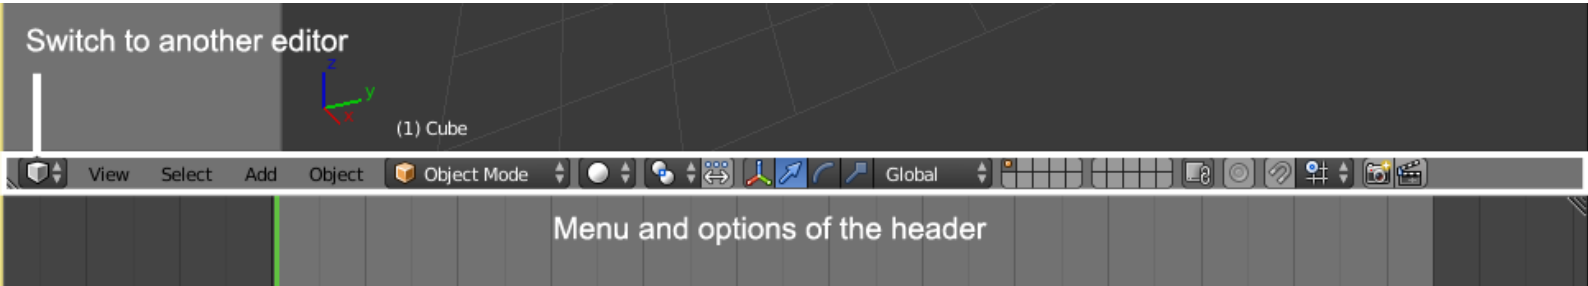 Switch to another editor
z
y
x
(1) Cube
View Select Add Object Object Mode Global
Menu and options of the header